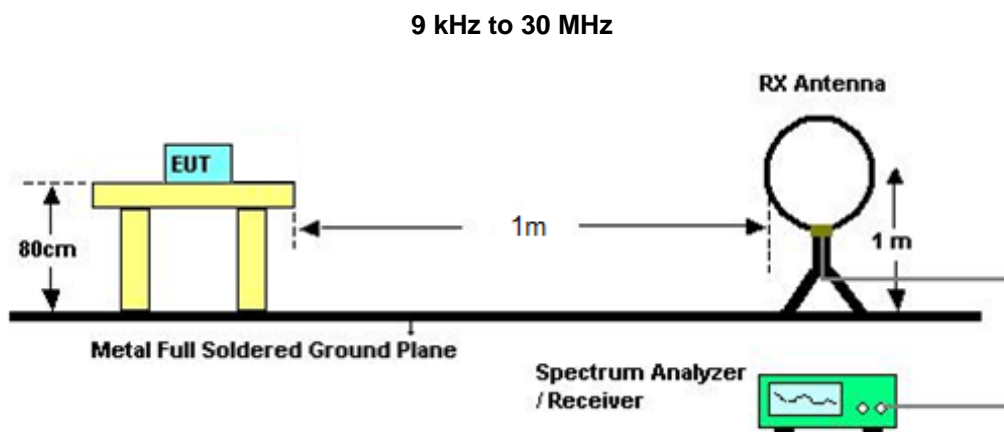 9 kHz to 30 MHz
RX Antenna
EUT
1m
80cm
1 m
Metal Full Soldered Ground Plane
Spectrum Analyzer
/ Receiver